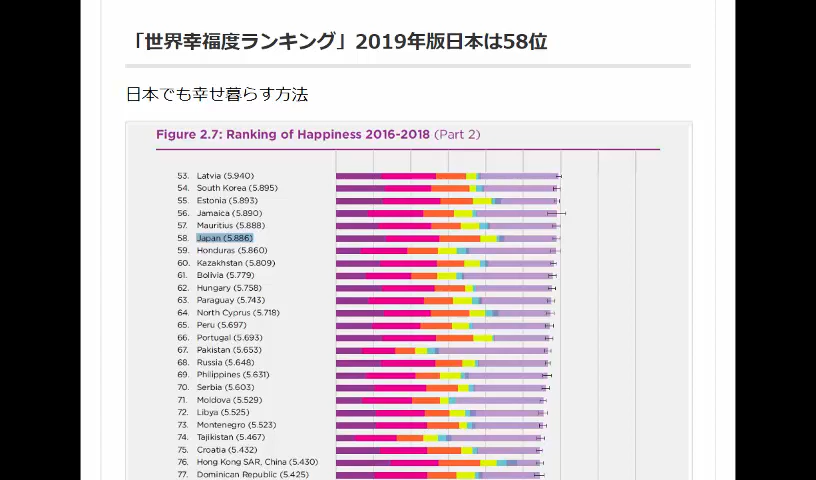 「世界幸福度ランキング」2019年版日本は58位
日本でも幸せ暮らす方法
Figure 2.7: Ranking of Happiness 2016-2018 (Part 2)
53. Latvia (5.940)
54. South Korea (5.895)
55. Estonia (5.893)
56. Jamaica (5.890)
57. Mauritius (5.888)
58. Japan (5.886)
59. Honduras (5.860)
60. Kazakhstan (5.809)
61. Bolivia (5.779)
62. Hungary (5.758)
63. Paraguay (5.743)
64. North Cyprus (5.718)
65. Peru (5.697)
66. Portugal (5.693)
67. Pakistan (5.653)
68. Russia (5.648)
69. Philippines (5.631)
70. Serbia (5.603)
71. Moldova (5.529)
72. Libya (5.525)
73. Montenegro (5.523)
74. Tajikistan (5.467)
75. Croatia (5.432)
76. Hong Kong SAR, China (5.430)
77. Dominican Republic (5.425)